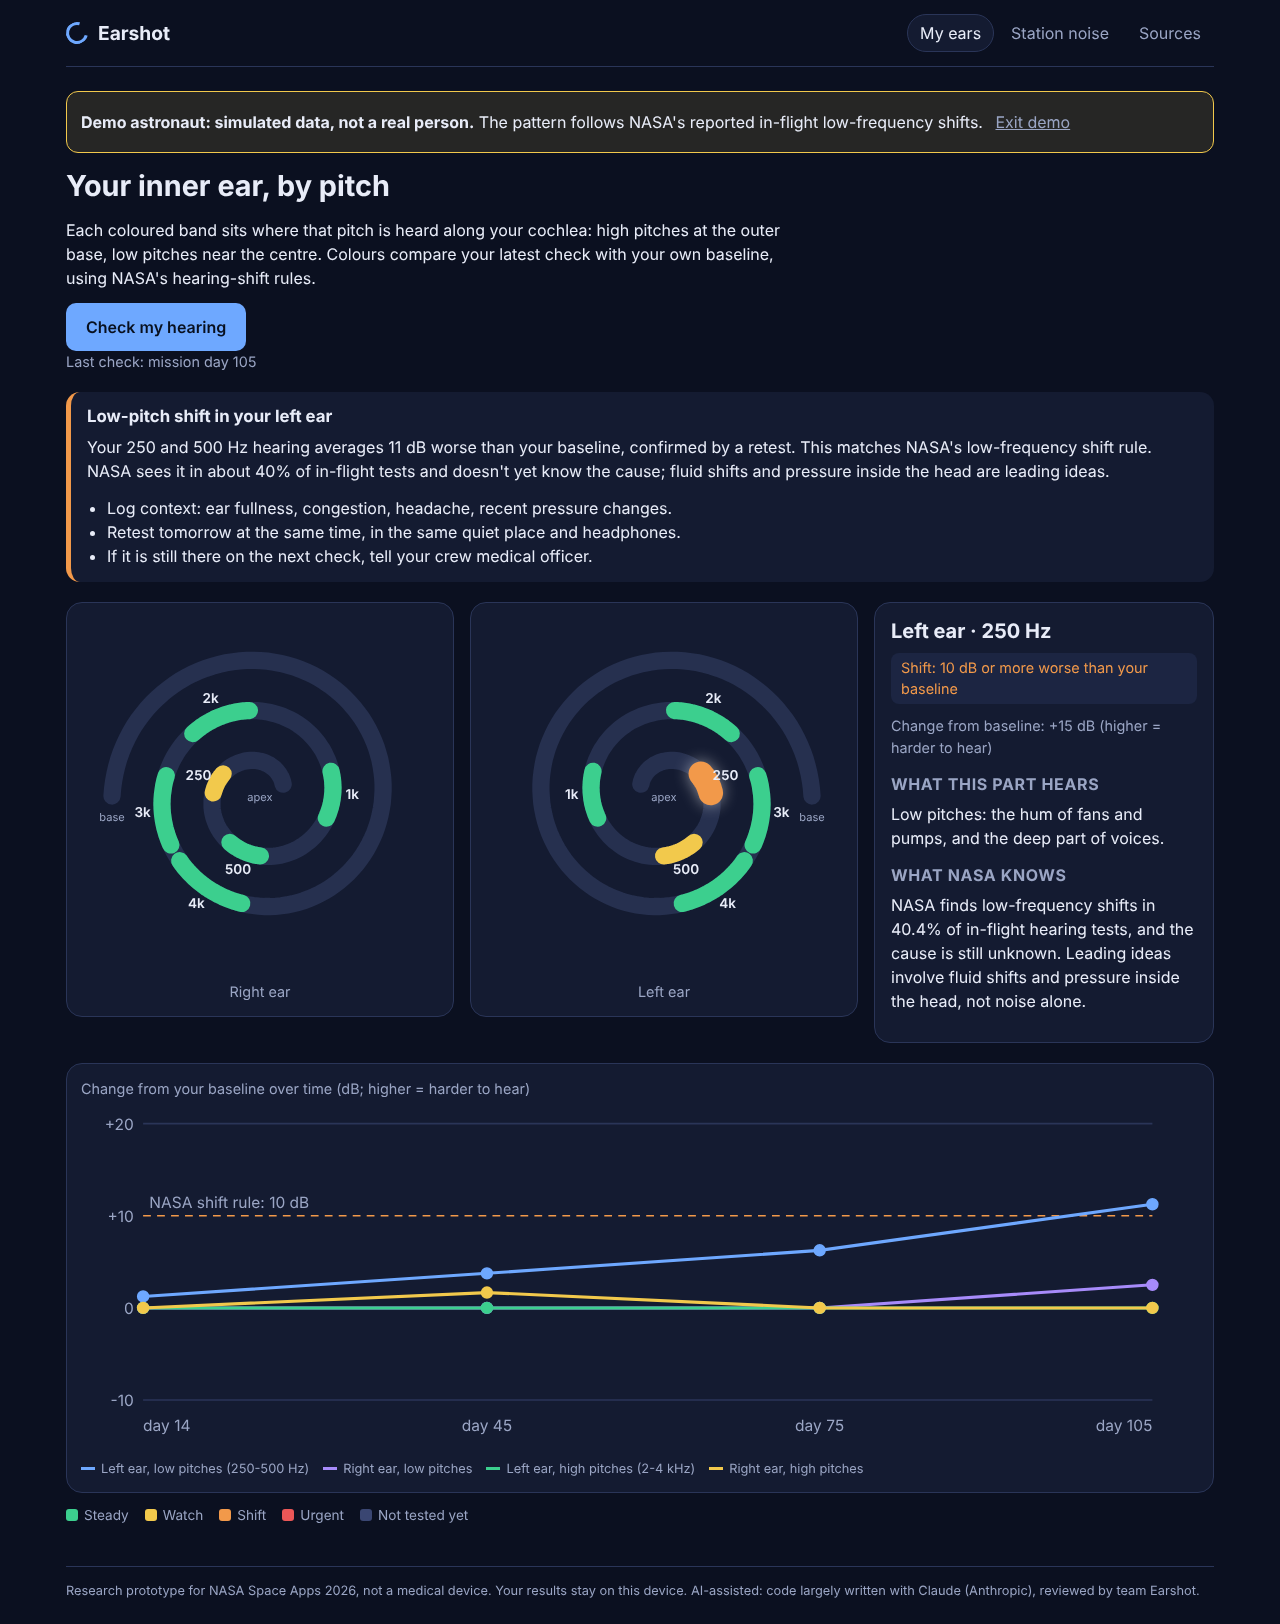 Earshot
My ears
Station noise
Sources
Demo astronaut: simulated data, not a real person. The pattern follows NASA's reported in-flight low-frequency shifts. Exit demo
Your inner ear, by pitch
Each coloured band sits where that pitch is heard along your cochlea: high pitches at the outer
base, low pitches near the centre. Colours compare your latest check with your own baseline,
using NASA's hearing-shift rules.
Check my hearing
Last check: mission day 105
Low-pitch shift in your left ear
Your 250 and 500 Hz hearing averages 11 dB worse than your baseline, confirmed by a retest. This matches NASA's low-frequency shift rule.
NASA sees it in about 40% of in-flight tests and doesn't yet know the cause; fluid shifts and pressure inside the head are leading ideas.
• Log context: ear fullness, congestion, headache, recent pressure changes.
• Retest tomorrow at the same time, in the same quiet place and headphones.
• If it is still there on the next check, tell your crew medical officer.
2k
250
1k
apex
3k
base
500
4k
Right ear
2k
250
1k
apex
3k
base
500
4k
Left ear
Left ear · 250 Hz
Shift: 10 dB or more worse than your
baseline
Change from baseline: +15 dB (higher =
harder to hear)
WHAT THIS PART HEARS
Low pitches: the hum of fans and
pumps, and the deep part of voices.
WHAT NASA KNOWS
NASA finds low-frequency shifts in
40.4% of in-flight hearing tests, and the
cause is still unknown. Leading ideas
involve fluid shifts and pressure inside
the head, not noise alone.
Change from your baseline over time (dB; higher = harder to hear)
+20
NASA shift rule: 10 dB
+10
0
-10
day 14
day 45
day 75
day 105
Left ear, low pitches (250-500 Hz)
Right ear, low pitches
Left ear, high pitches (2-4 kHz)
Right ear, high pitches
Steady
Watch
Shift
Urgent
Not tested yet
Research prototype for NASA Space Apps 2026, not a medical device. Your results stay on this device. AI-assisted: code largely written with Claude (Anthropic), reviewed by team Earshot.